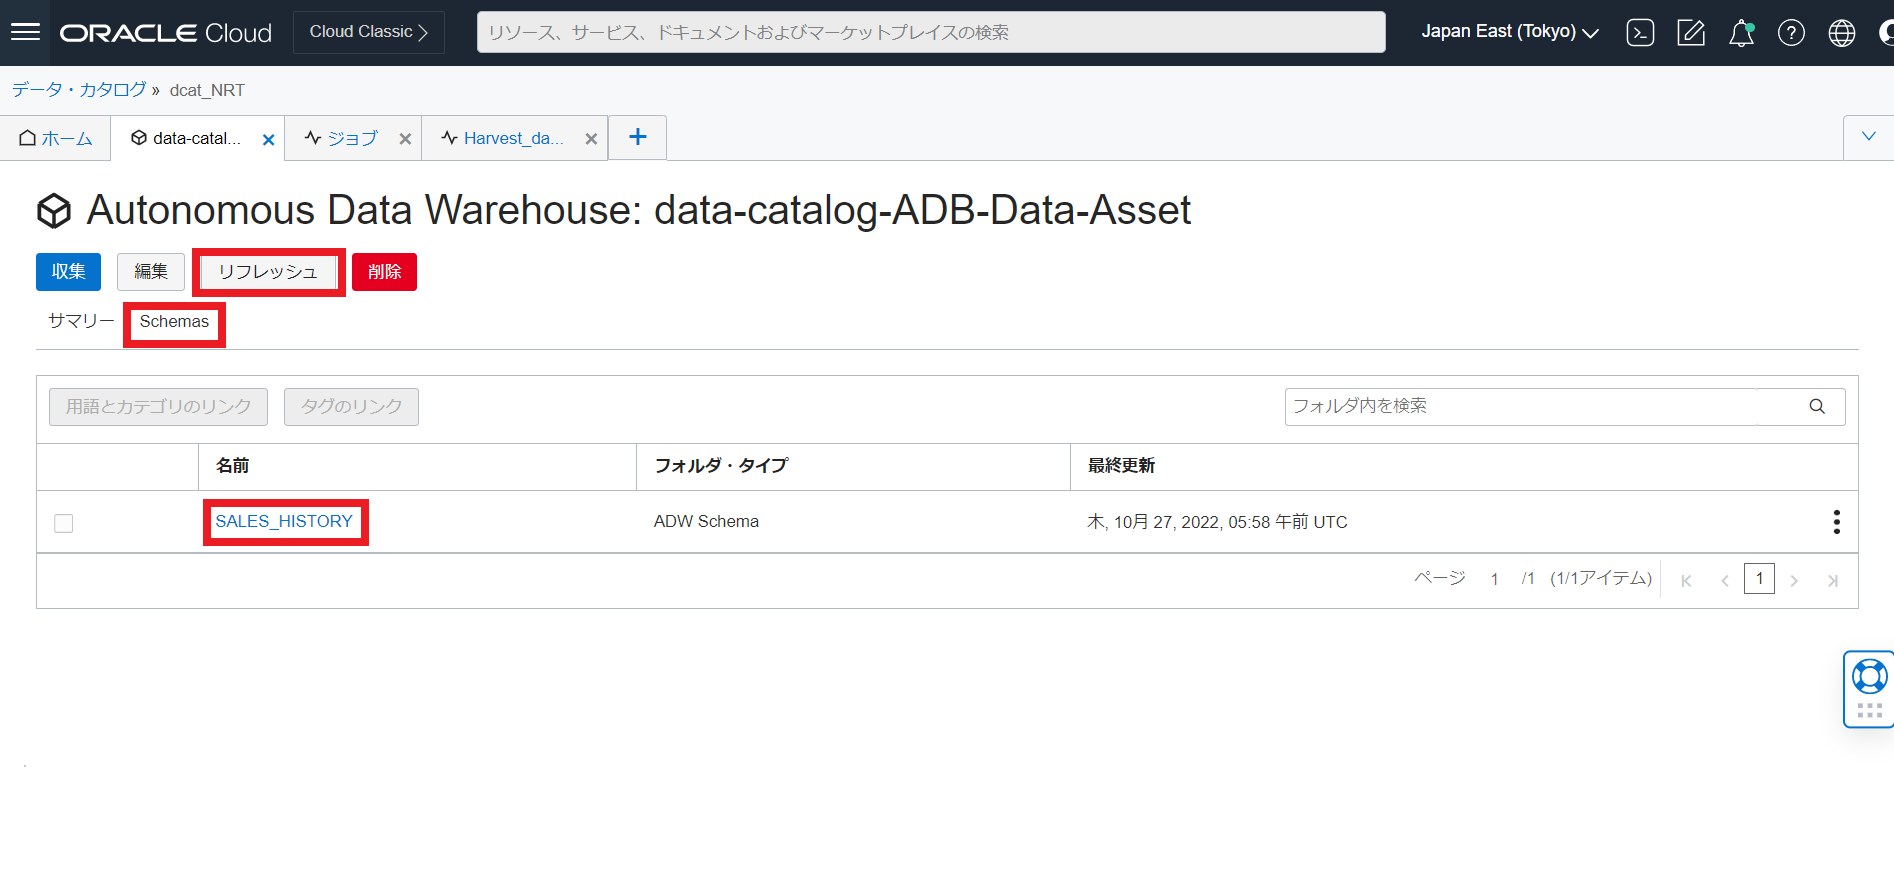 ORACLE Cloud
Cloud Classic
リソース、サービス、ドキュメントおよびマーケットプレイスの検索
Japan East (Tokyo)
データ・カタログ » dcat_NRT
ホーム
data-catal...
ジョブ
Harvest_da...
Autonomous Data Warehouse: data-catalog-ADB-Data-Asset
収集 編集 リフレッシュ 削除
サマリー Schemas
用語とカテゴリのリンク タグのリンク フォルダ内を検索
名前 フォルダ・タイプ 最終更新
SALES_HISTORY ADW Schema 木, 10月 27, 2022, 05:58 午前 UTC
ページ 1 /1 (1/1アイテム) 1